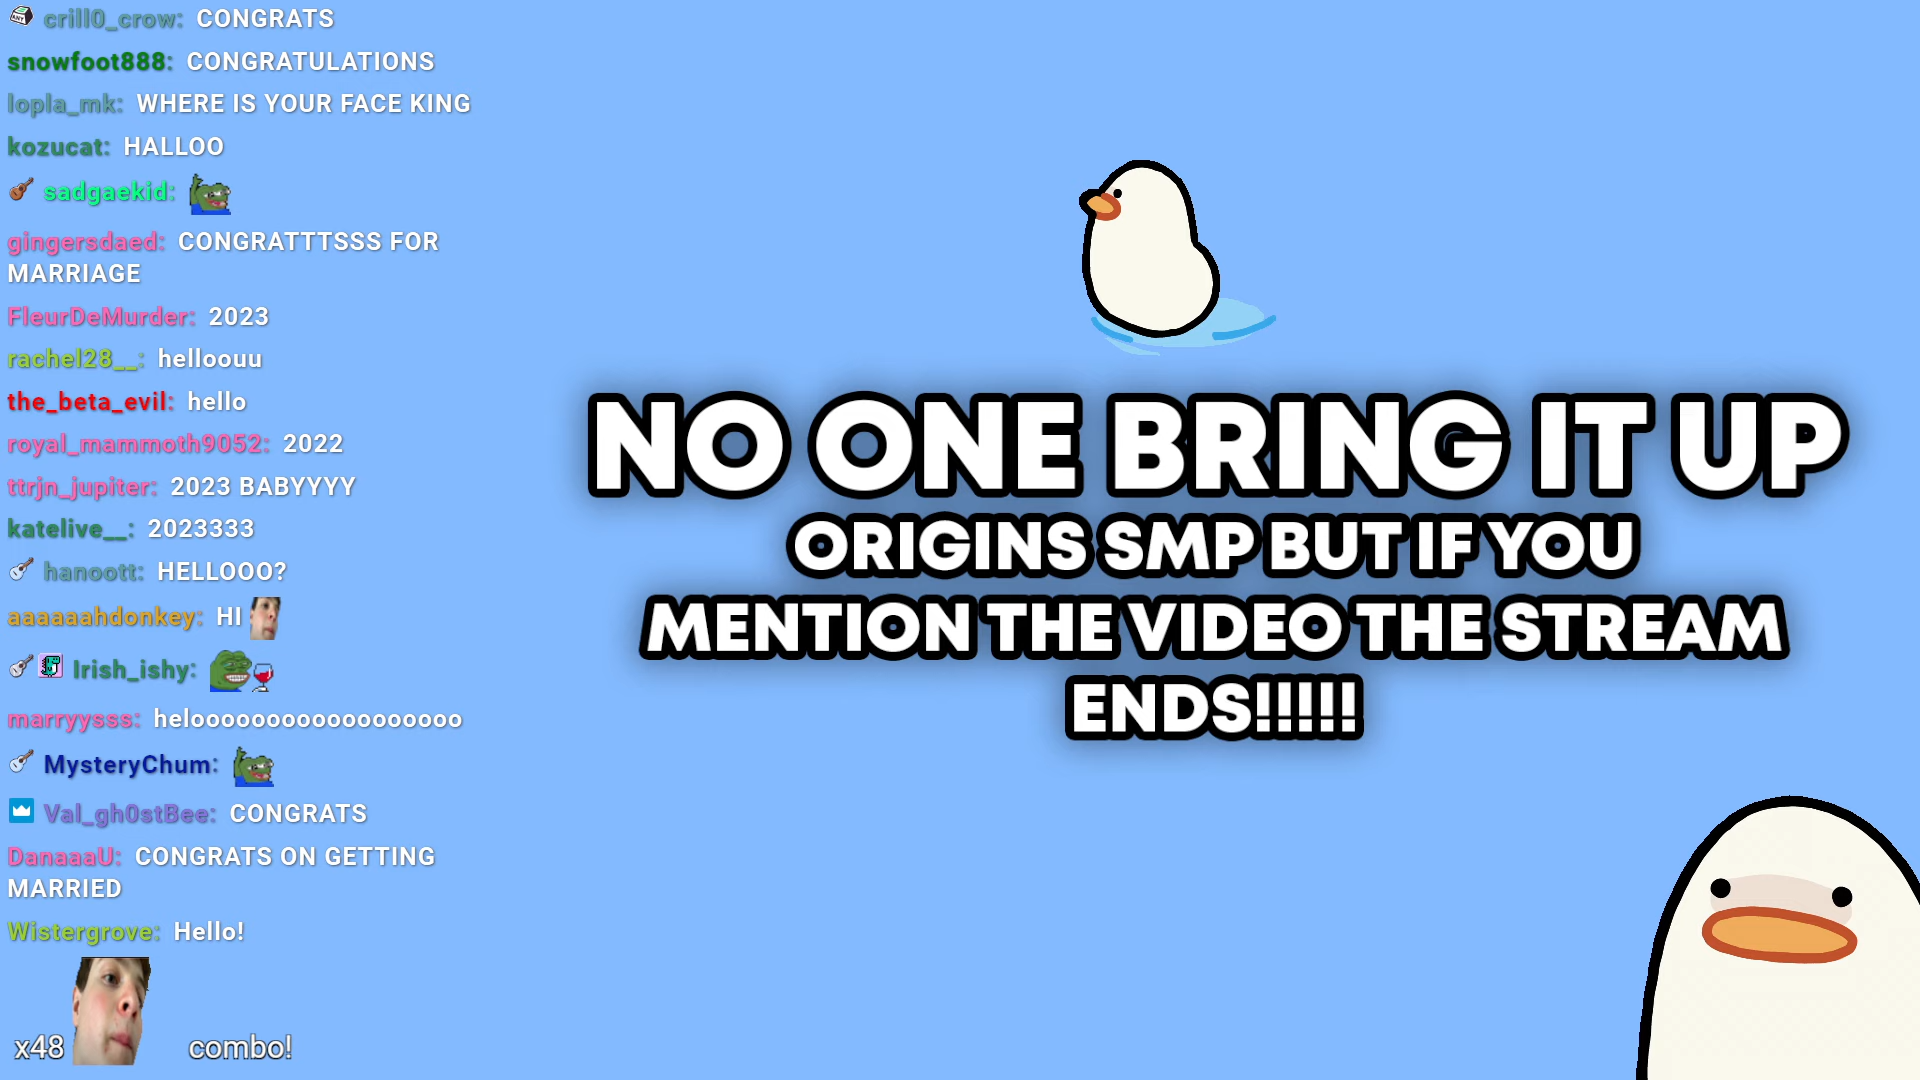 crill0_crow: CONGRATS
snowfoot888: CONGRATULATIONS
lopla_mk: WHERE IS YOUR FACE KING
kozucat: HALLOO
sadgaekid:
gingersdaed: CONGRATTTSSS FOR
MARRIAGE
FleurDeMurder: 2023
rachel28__: helloouu
the_beta_evil: hello
royal_mammoth9052: 2022
ttrjn_jupiter: 2023 BABYYYY
katelive__: 2023333
hanoott: HELLOOO?
aaaaaahdonkey: HI
Irish_ishy:
marryysss: heloooooooooooooooooo
MysteryChum:
Val_gh0stBee: CONGRATS
DanaaaU: CONGRATS ON GETTING
MARRIED
Wistergrove: Hello!
x48 combo!
NO ONE BRING IT UP
ORIGINS SMP BUT IF YOU
MENTION THE VIDEO THE STREAM
ENDS!!!!!